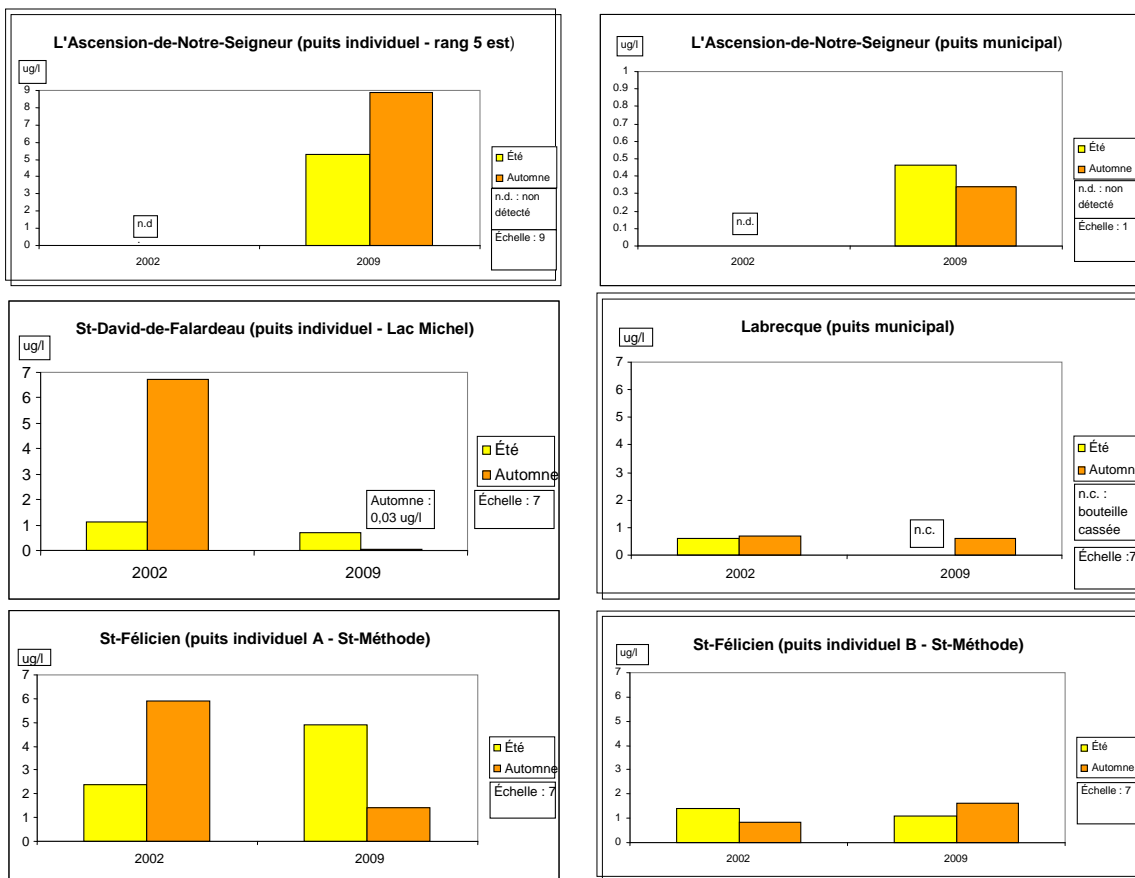 L'Ascension-de-Notre-Seigneur (puits individuel - rang 5 est)
ug/l
9
8
7
6
5
4
3
2
1
0
n.d
.
2002
2009
Été
Automne
n.d. : non
détecté
Échelle : 9
L'Ascension-de-Notre-Seigneur (puits municipal)
ug/l
1
0.9
0.8
0.7
0.6
0.5
0.4
0.3
0.2
0.1
0
n.d.
2002
2009
Été
Automne
n.d. : non
détecté
Échelle : 1
St-David-de-Falardeau (puits individuel - Lac Michel)
ug/l
7
6
5
4
3
2
1
0
Automne :
0,03 ug/l
2002
2009
Été
Automne
Échelle : 7
Labrecque (puits municipal)
ug/l
7
6
5
4
3
2
1
0
n.c.
2002
2009
Été
Automn
n.c. :
bouteille
cassée
Échelle :7
St-Félicien (puits individuel A - St-Méthode)
ug/l
7
6
5
4
3
2
1
0
2002
2009
Été
Automne
Échelle : 7
St-Félicien (puits individuel B - St-Méthode)
ug/l
7
6
5
4
3
2
1
0
2002
2009
Été
Automne
Échelle : 7